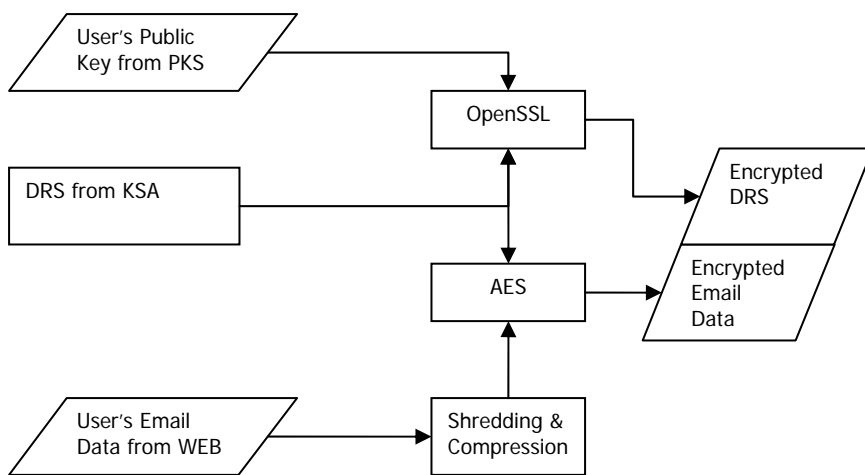 User's Public
Key from PKS
OpenSSL
DRS from KSA
Encrypted
DRS
Encrypted
Email
Data
AES
User's Email
Data from WEB
Shredding &
Compression